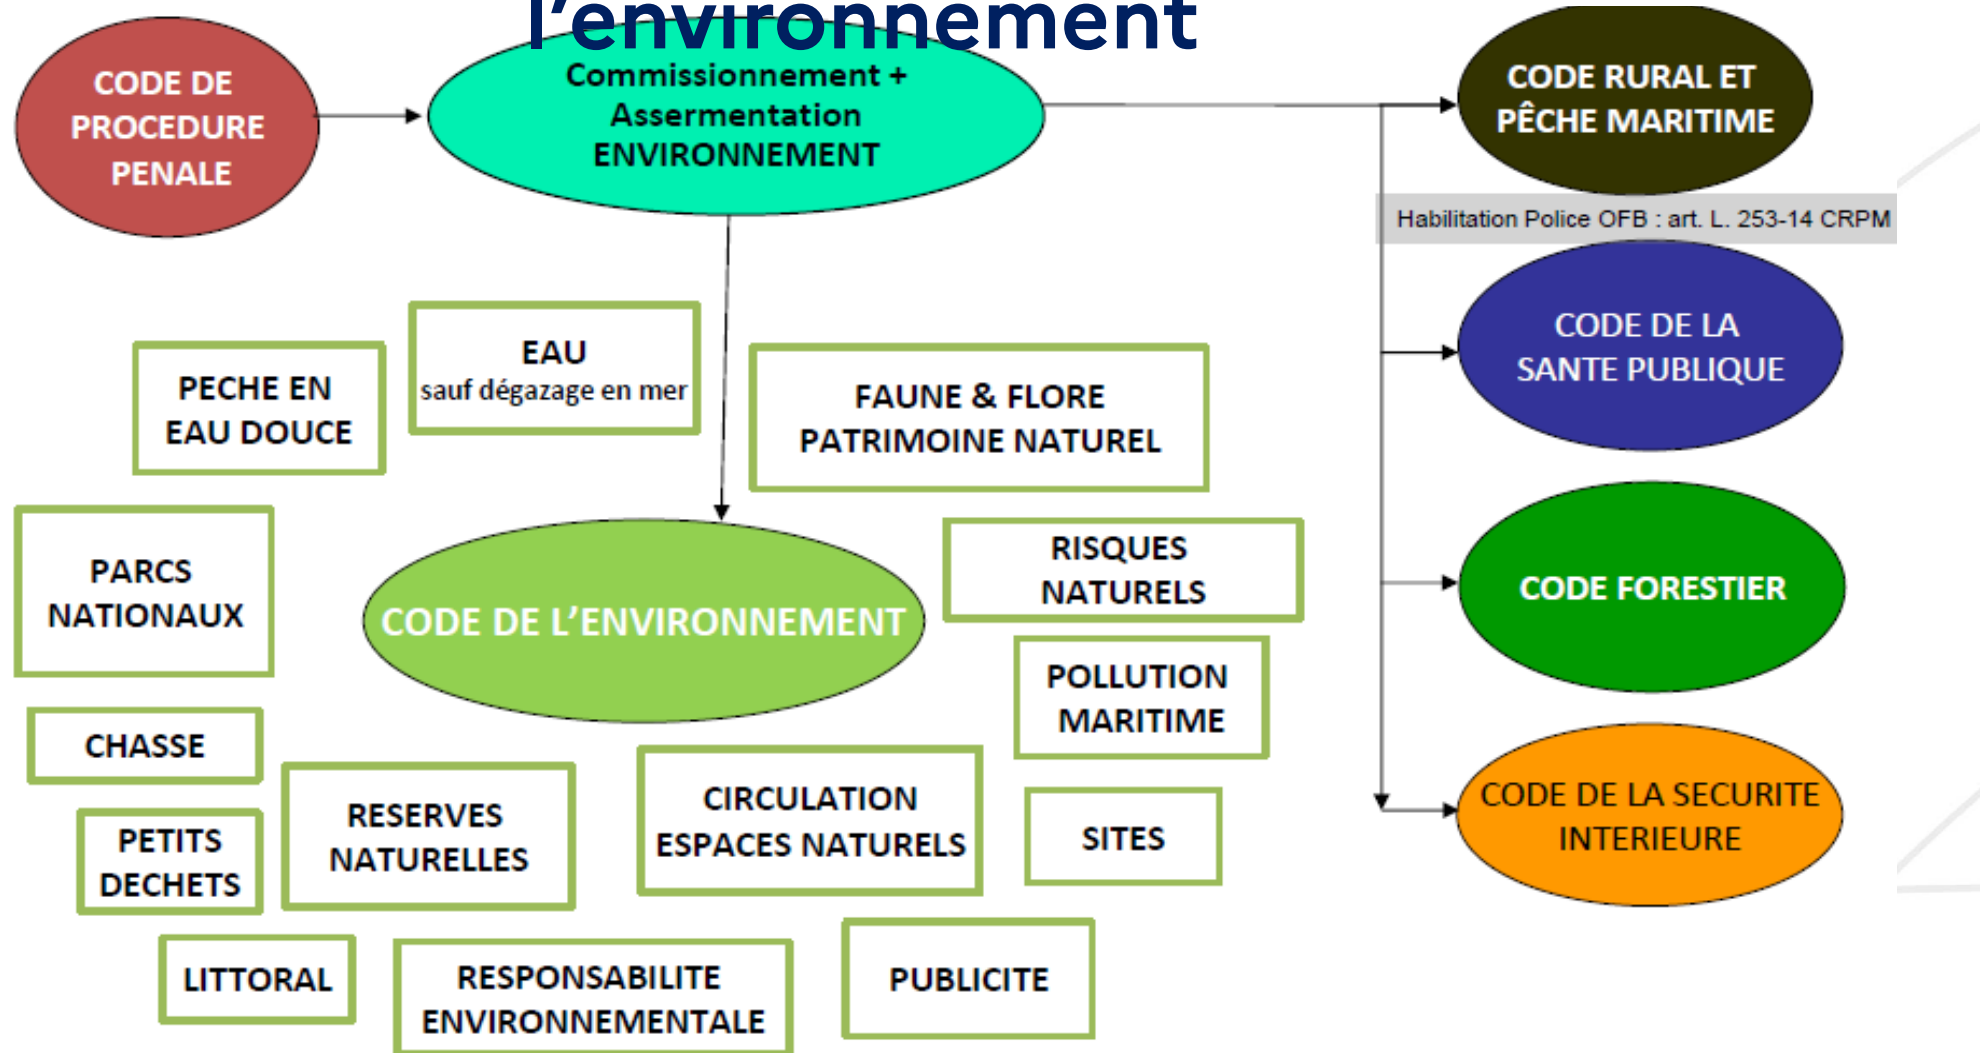 l'environnement
CODE DE
PROCEDURE
PENALE
Commissionnement +
Assermentation
ENVIRONNEMENT
CODE RURAL ET
PÊCHE MARITIME
Habilitation Police OFB : art. L. 253-14 CRPM
CODE DE LA
SANTE PUBLIQUE
CODE FORESTIER
CODE DE LA SECURITE
INTERIEURE
PECHE EN
EAU DOUCE
EAU
sauf dégazage en mer
FAUNE & FLORE
PATRIMOINE NATUREL
PARCS
NATIONAUX
CODE DE L'ENVIRONNEMENT
RISQUES
NATURELS
POLLUTION
MARITIME
CHASSE
PETITS
DECHETS
RESERVES
NATURELLES
CIRCULATION
ESPACES NATURELS
SITES
LITTORAL
RESPONSABILITE
ENVIRONNEMENTALE
PUBLICITE